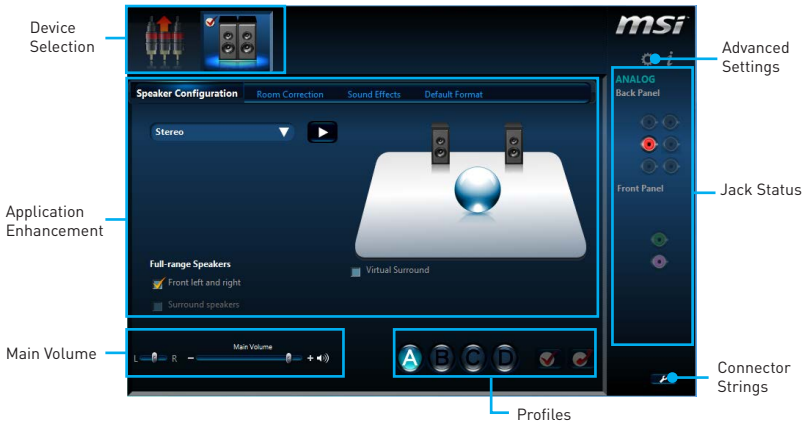 Device
Selection
msi
i
Advanced
Settings
Speaker Configuration Room Correction Sound Effects Default Format
ANALOG
Back Panel
Stereo
Front Panel
Jack Status
Application
Enhancement
Full-range Speakers
Front left and right
Surround speakers
Virtual Surround
Main Volume
L R - Main Volume +
A B C D
Connector
Strings
Profiles